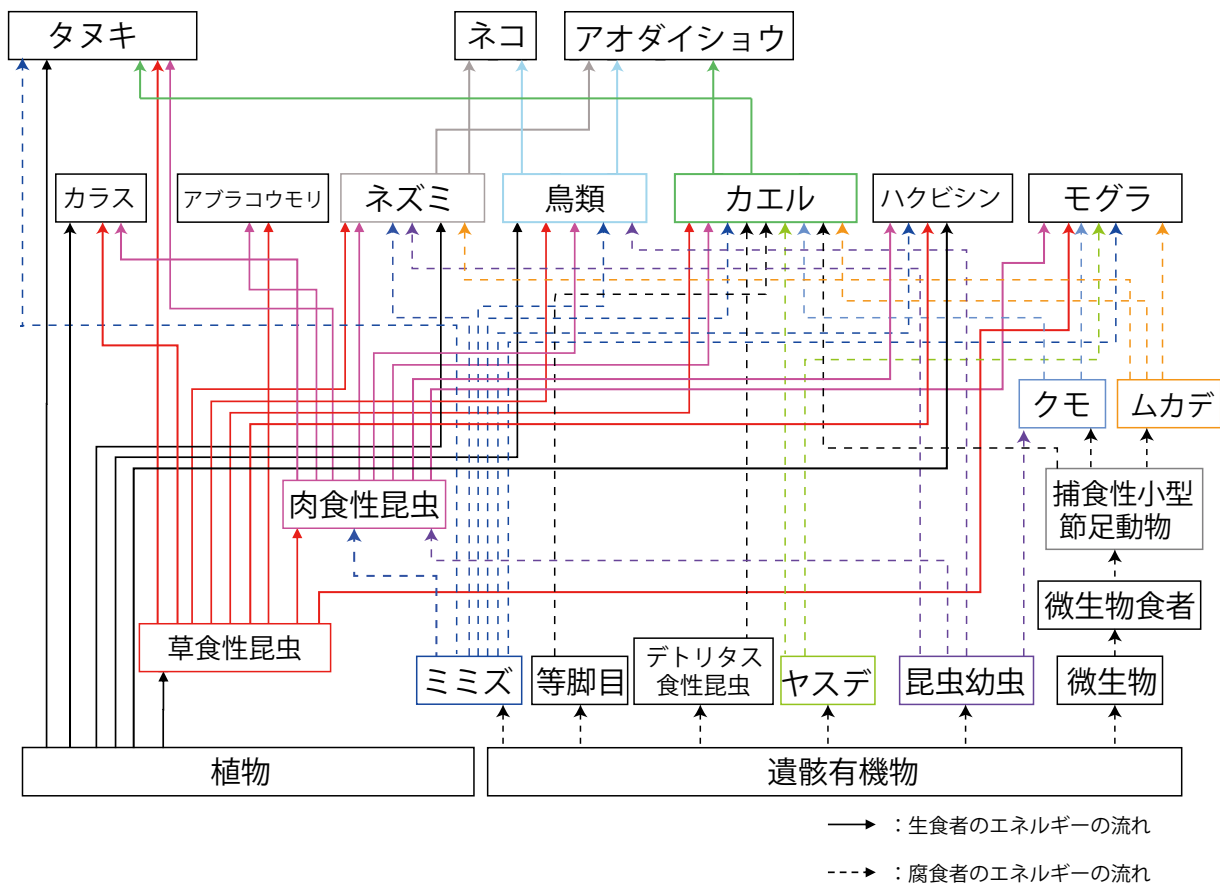 タヌキ
ネコ
アオダイショウ
カラス
アブラコウモリ
ネズミ
鳥類
カエル
ハクビシン
モグラ
クモ
ムカデ
肉食性昆虫
捕食性小型
節足動物
微生物食者
草食性昆虫
ミミズ
等脚目
デトリタス
食性昆虫
ヤスデ
昆虫幼虫
微生物
植物
遺骸有機物
：生食者のエネルギーの流れ
：腐食者のエネルギーの流れ